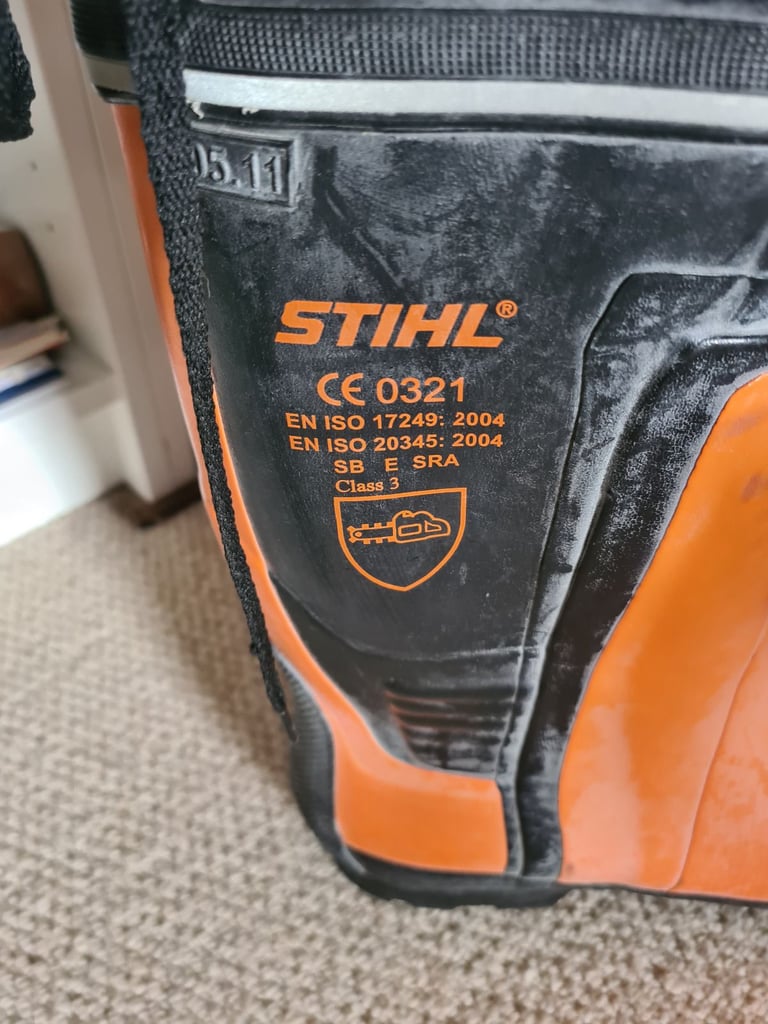 05.11
STIHL®
CE 0321
EN ISO 17249: 2004
EN ISO 20345: 2004
SB E SRA
Class 3